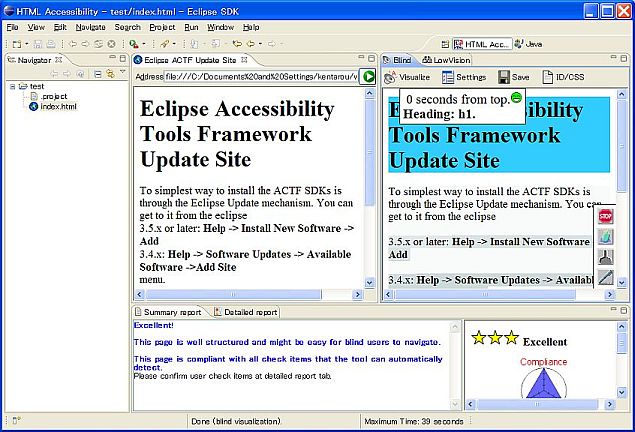 HTML Accessibility - test/index.html - Eclipse SDK
File View Edit Navigate Search Project Run Window Help
HTML Acc... Java
Navigator
Eclipse ACTF Update Site
Blind LowVision
Address file:///C:/Documents%20and%20Settings/kentarou/w
Visualize Settings Save ID/CSS
test
.project
index.html
Eclipse Accessibility
Tools Framework
Update Site
To simplest way to install the ACTF SDKs is
through the Eclipse Update mechanism. You can
get to it from the eclipse
3.5.x or later: Help -> Install New Software ->
Add
3.4.x: Help -> Software Updates -> Available
Software ->Add Site
menu.
0 seconds from top.
Heading: h1.
E ibility
Tools Framework
Update Site
To simplest way to install the ACTF SDKs is
through the Eclipse Update mechanism. You can
get to it from the eclipse
3.5.x or later: Help -> Install New Software
Add
3.4.x: Help -> Software Updates -> Availabl
STOP
Summary report Detailed report
Excellent!
This page is well structured and might be easy for blind users to navigate.
This page is compliant with all check items that the tool can automatically
detect.
Please confirm user check items at detailed report tab.
Excellent
Compliance
Done (blind visualization).
Maximum Time: 39 seconds